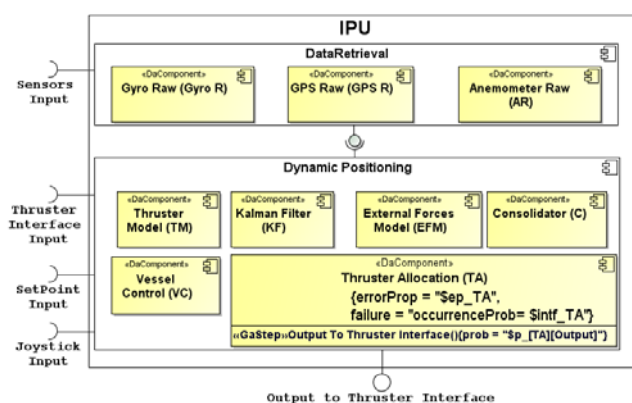 IPU
DataRetrieval
«DaComponent»
Gyro Raw (Gyro R)
«DaComponent»
GPS Raw (GPS R)
«DaComponent»
Anemometer Raw
(AR)
Sensors
Input
Dynamic Positioning
«DaComponent»
Thruster
Model (TM)
«DaComponent»
Kalman Filter
(KF)
«DaComponent»
External Forces
Model (EFM)
«DaComponent»
Consolidator (C)
Thruster
Interface
Input
«DaComponent»
Vessel
Control (VC)
«DaComponent»
Thruster Allocation (TA)
{errorProp = "$ep_TA",
failure = "occurrenceProb= $intf_TA"}
«GaStep»Output To Thruster Interface(){prob = "$p_[TA][Output]"}
SetPoint
Input
Joystick
Input
Output to Thruster Interface